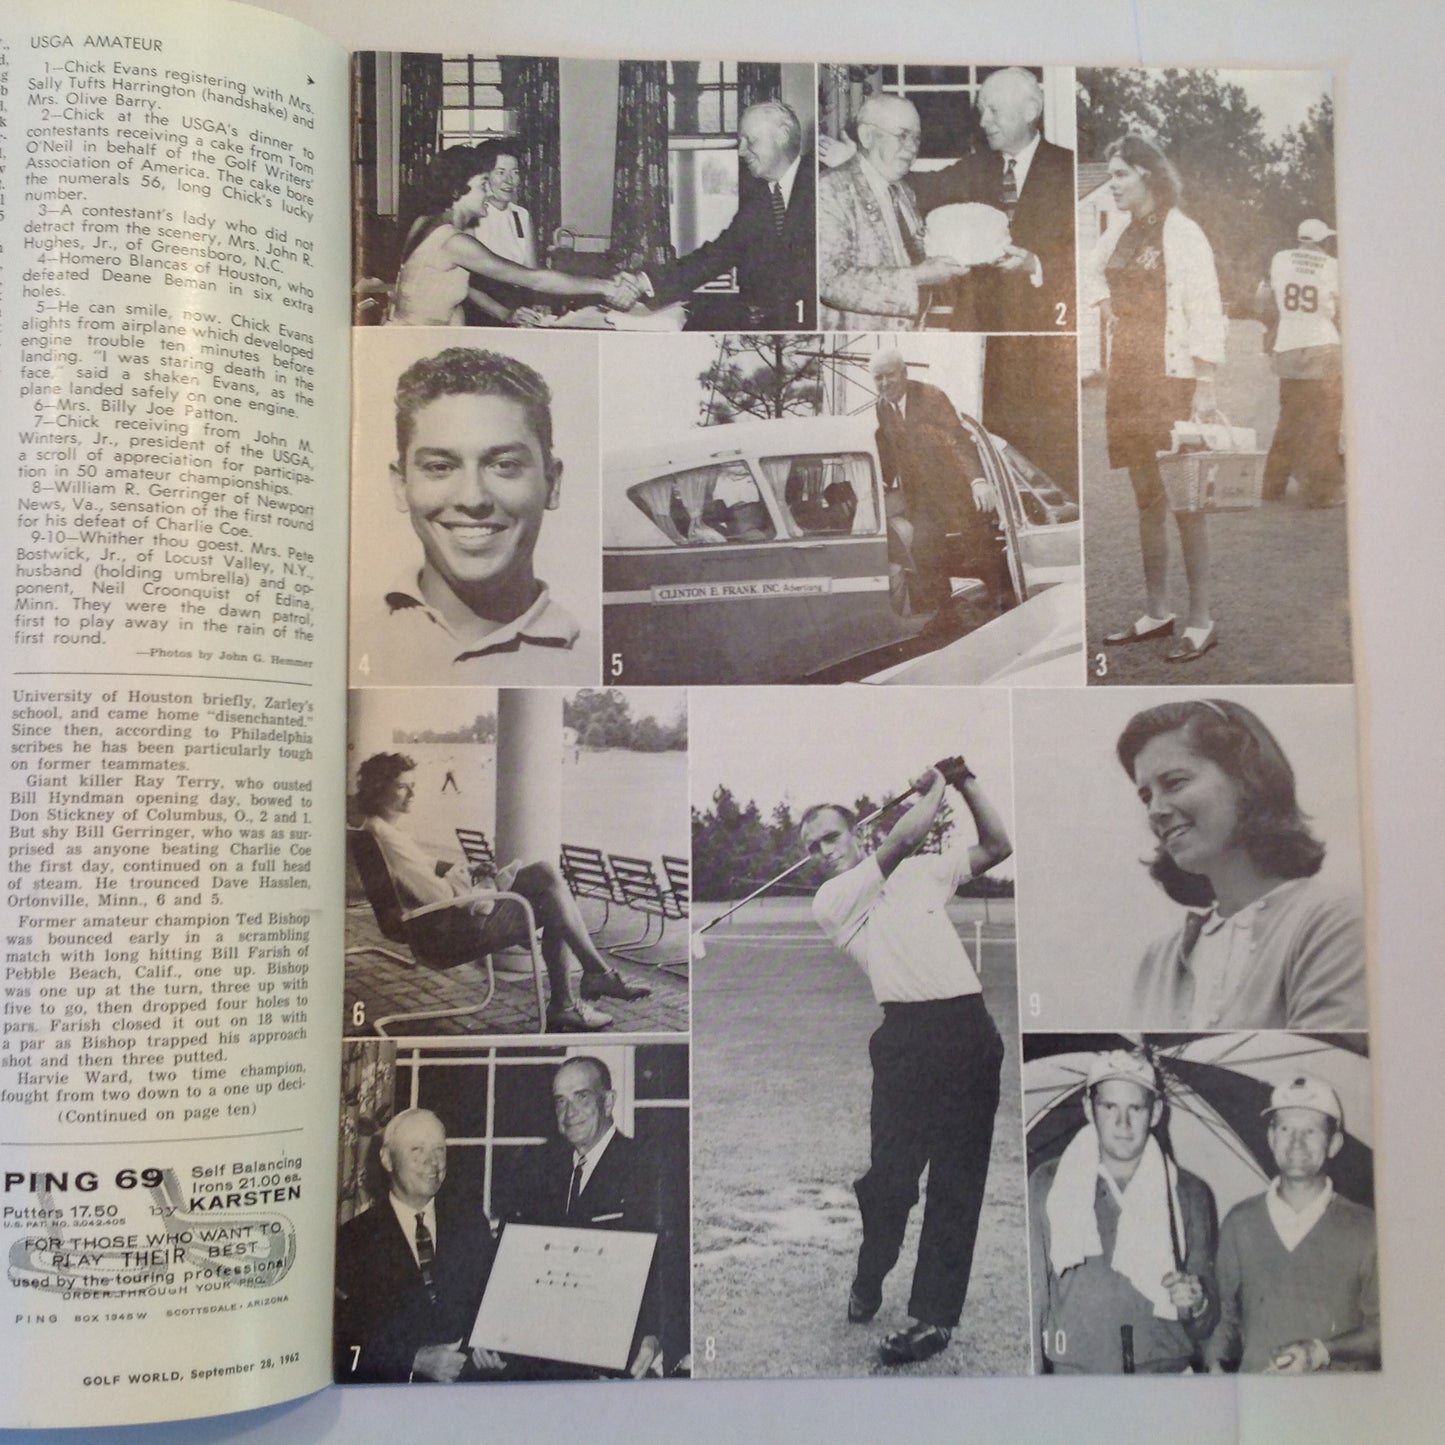 USGA AMATEUR
1—Chick Evans registering with Mrs.
Sally Tufts Harrington (handshake) and
Mrs. Olive Barry.
2—Chick at the USGA's dinner to
contestants receiving a cake from Tom
O'Neil in behalf of the Golf Writers'
Association of America. The cake bore
the numerals 56, long Chick's lucky
number.
3—A contestant's lady who did not
detract from the scenery, Mrs. John R.
Hughes, Jr., of Greensboro, N.C.
4—Homero Blancas of Houston, who
defeated Deane Beman in six extra
holes.
5—He can smile, now. Chick Evans
alights from airplane which developed
engine trouble ten minutes before
landing. "I was staring death in the
face," said a shaken Evans, as the
plane landed safely on one engine.
6—Mrs. Billy Joe Patton.
7—Chick receiving from John M.
Winters, Jr., president of the USGA,
a scroll of appreciation for participa-
tion in 50 amateur championships.
8—William R. Gerringer of Newport
News, Va., sensation of the first round
for his defeat of Charlie Coe.
9-10—Whither thou goest. Mrs. Pete
Bostwick, Jr., of Locust Valley, N.Y.,
husband (holding umbrella) and op-
ponent, Neil Croonquist of Edina,
Minn. They were the dawn patrol,
first to play away in the rain of the
first round.
—Photos by John G. Hemmer
University of Houston briefly, Zarley's
school, and came home "disenchanted."
Since then, according to Philadelphia
scribes he has been particularly tough
on former teammates.
Giant killer Ray Terry, who ousted
Bill Hyndman opening day, bowed to
Don Stickney of Columbus, O., 2 and 1.
But shy Bill Gerringer, who was as sur-
prised as anyone beating Charlie Coe
the first day, continued on a full head
of steam. He trounced Dave Hasslen,
Ortonville, Minn., 6 and 5.
Former amateur champion Ted Bishop
was bounced early in a scrambling
match with long hitting Bill Farish of
Pebble Beach, Calif., one up. Bishop
was one up at the turn, three up with
five to go, then dropped four holes to
pars. Farish closed it out on 18 with
a par as Bishop trapped his approach
shot and then three putted.
Harvie Ward, two time champion,
fought from two down to a one up deci-
(Continued on page ten)
PING 69
Self Balancing
Irons 21.00 ea.
Putters 17.50 by KARSTEN
U.S. PAT. NO. 3,042,405
FOR THOSE WHO WANT TO
PLAY THEIR BEST
used by the touring professional
ORDER THROUGH YOUR PRO.
PING BOX 1345 W SCOTTSDALE, ARIZONA
GOLF WORLD, September 28, 1962
1
2
89
3
4
CLINTON E. FRANK, INC. Advertising
5
6
7
8
9
10